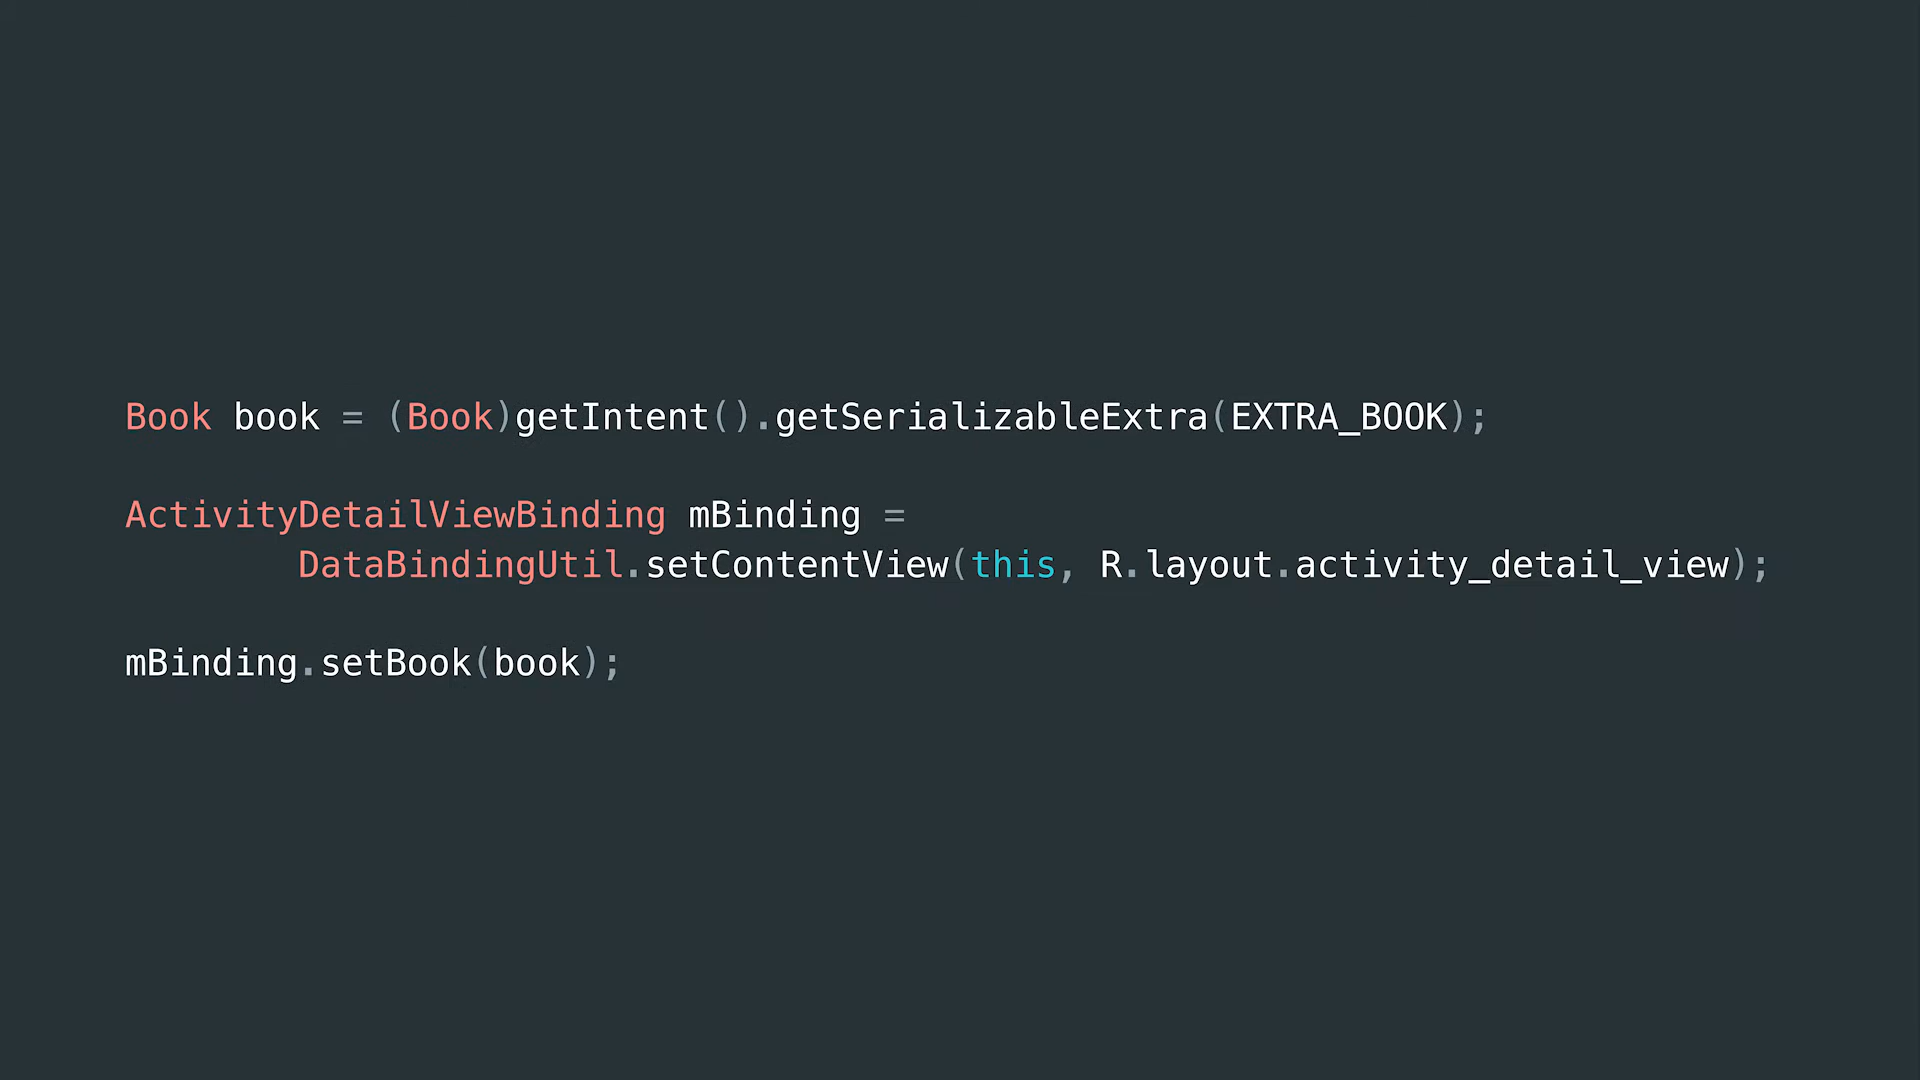 Book book = (Book)getIntent().getSerializableExtra(EXTRA_BOOK);
ActivityDetailViewBinding mBinding =
DataBindingUtil.setContentView(this, R.layout.activity_detail_view);
mBinding.setBook(book);